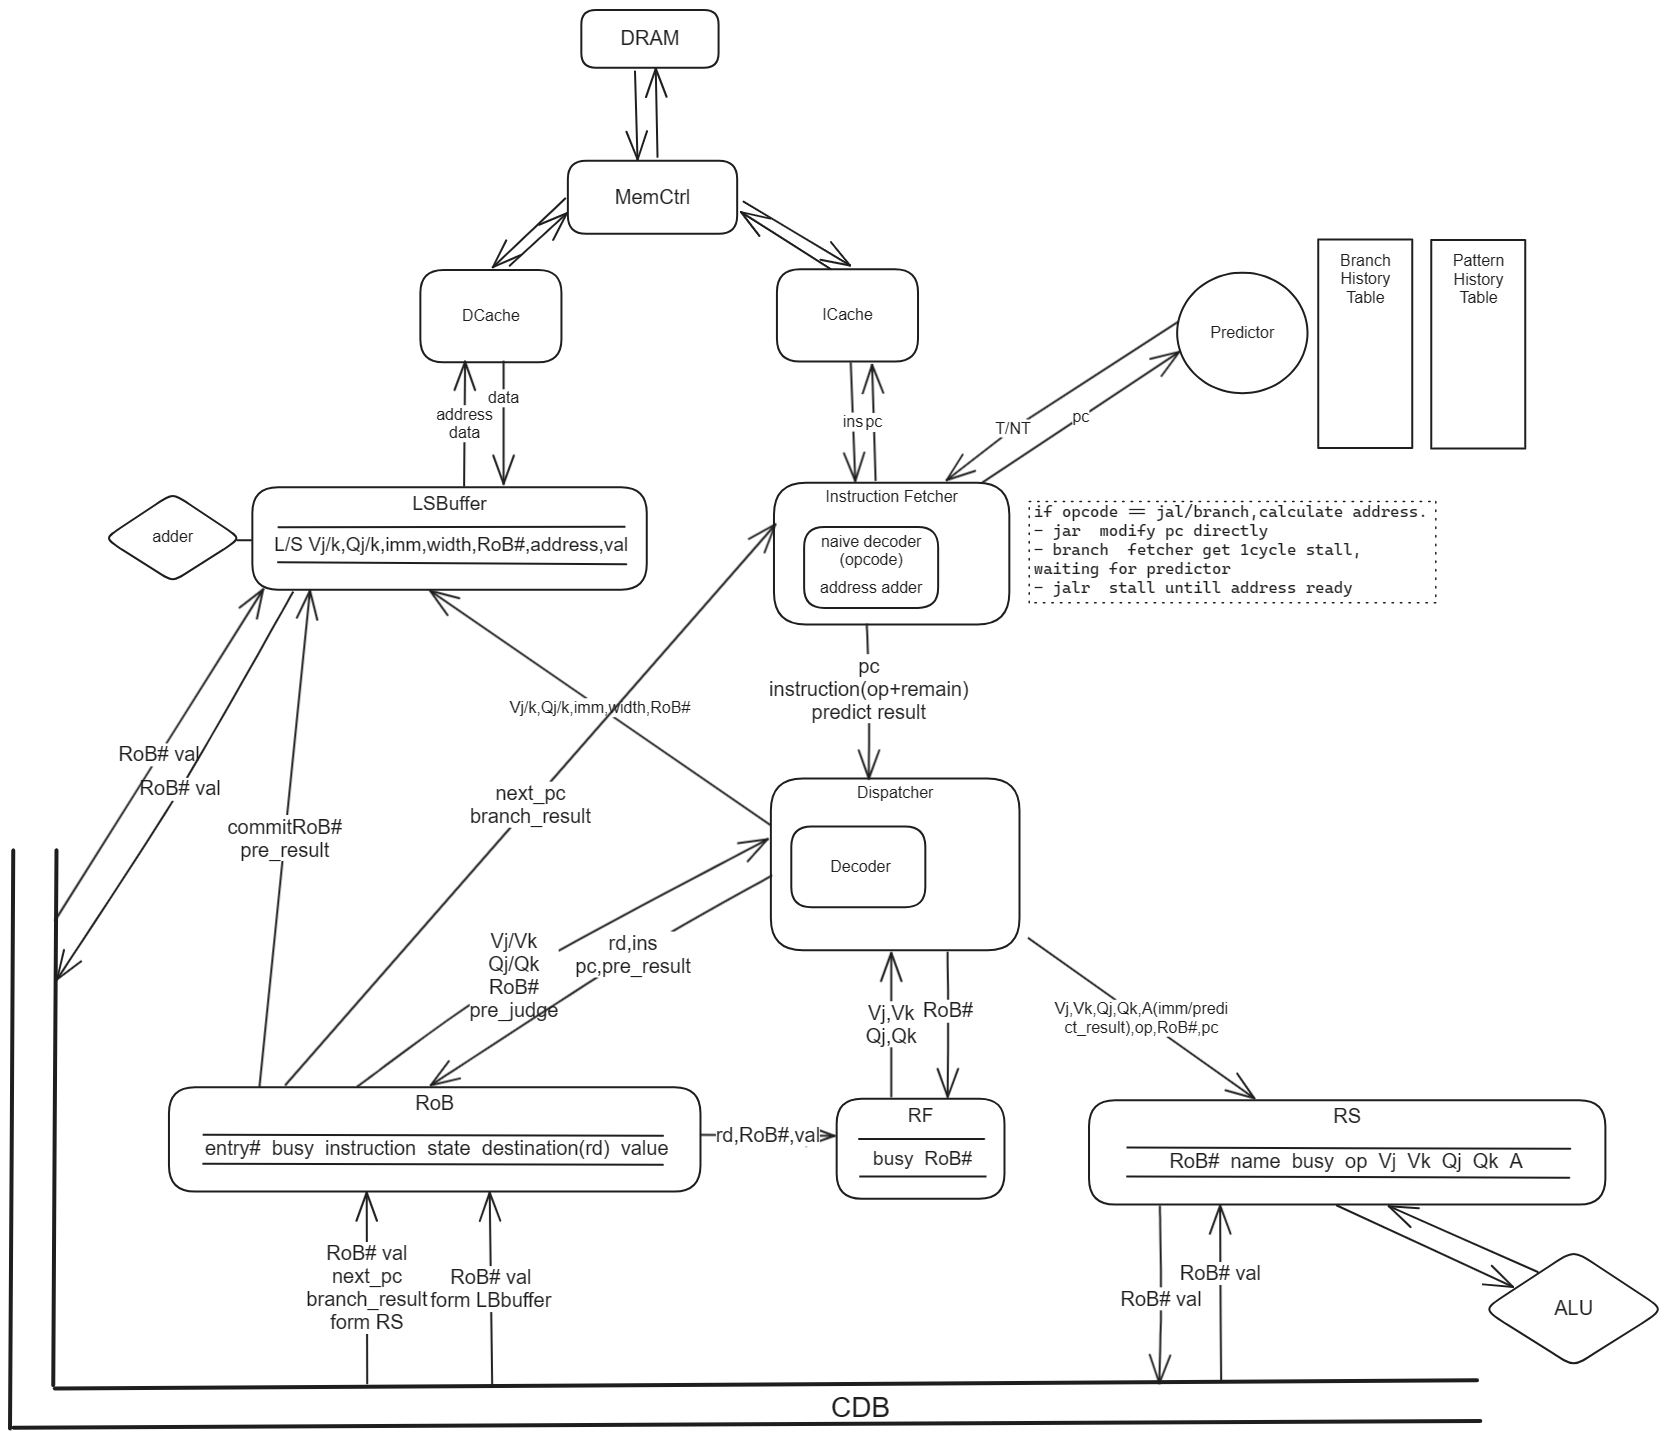 DRAM
MemCtrl
DCache
ICache
Predictor
Branch
History
Table
Pattern
History
Table
address
data
data
ins
pc
T/NT
pc
LSBuffer
L/S Vj/k,Qj/k,imm,width,RoB#,address,val
adder
Instruction Fetcher
naive decoder
(opcode)
address adder
if opcode == jal/branch,calculate address.
- jar  modify pc directly
- branch  fetcher get 1cycle stall,
waiting for predictor
- jalr  stall untill address ready
pc
instruction(op+remain)
predict result
Vj/k,Qj/k,imm,width,RoB#
RoB# val
RoB# val
commitRoB#
pre_result
next_pc
branch_result
Dispatcher
Decoder
Vj/Vk
Qj/Qk
RoB#
pre_judge
rd,ins
pc,pre_result
Vj,Vk
Qj,Qk
RoB#
Vj,Vk,Qj,Qk,A(imm/predi
ct_result),op,RoB#,pc
RoB
entry#  busy  instruction  state  destination(rd)  value
rd,RoB#,val
RF
busy  RoB#
RS
RoB#  name  busy  op  Vj  Vk  Qj  Qk  A
RoB# val
next_pc
branch_result
form RS
RoB# val
form LBbuffer
RoB# val
RoB# val
ALU
CDB